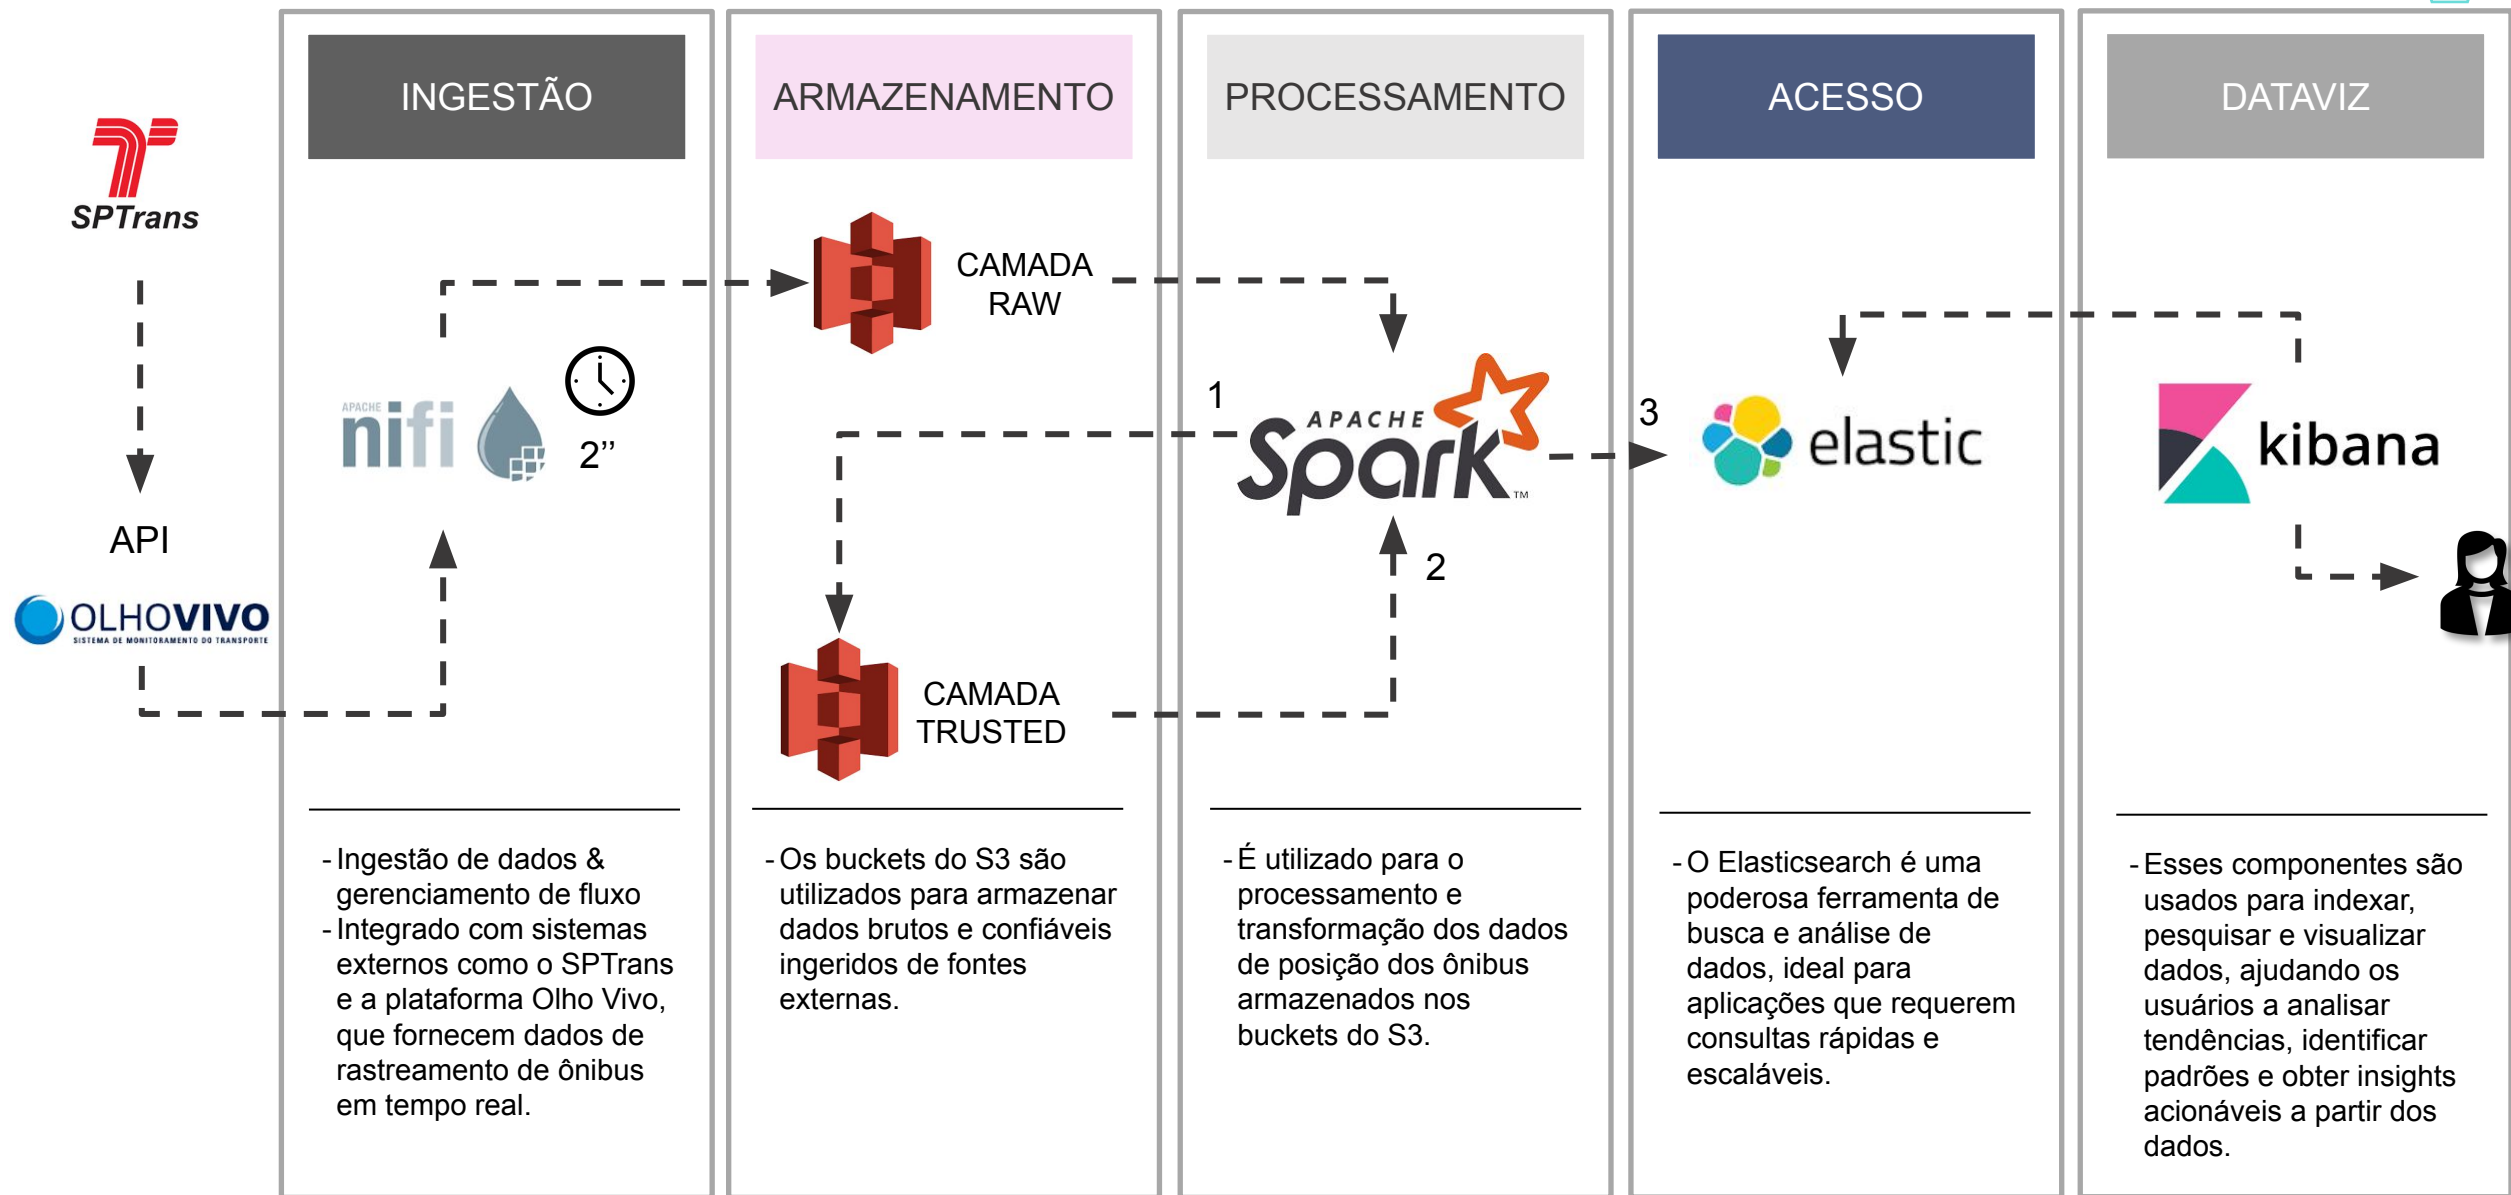 SPTrans
API
OLHOVIVO
SISTEMA DE MONITORAMENTO DO TRANSPORTE
INGESTÃO
APACHE
nifi
2’’
- Ingestão de dados &
gerenciamento de fluxo
- Integrado com sistemas
externos como o SPTrans
e a plataforma Olho Vivo,
que fornecem dados de
rastreamento de ônibus
em tempo real.
ARMAZENAMENTO
CAMADA
RAW
CAMADA
TRUSTED
- Os buckets do S3 são
utilizados para armazenar
dados brutos e confiáveis
ingeridos de fontes
externas.
PROCESSAMENTO
1
APACHE
Spark
TM
2
- É utilizado para o
processamento e
transformação dos dados
de posição dos ônibus
armazenados nos
buckets do S3.
ACESSO
3
elastic
- O Elasticsearch é uma
poderosa ferramenta de
busca e análise de
dados, ideal para
aplicações que requerem
consultas rápidas e
escaláveis.
DATAVIZ
kibana
- Esses componentes são
usados para indexar,
pesquisar e visualizar
dados, ajudando os
usuários a analisar
tendências, identificar
padrões e obter insights
acionáveis a partir dos
dados.